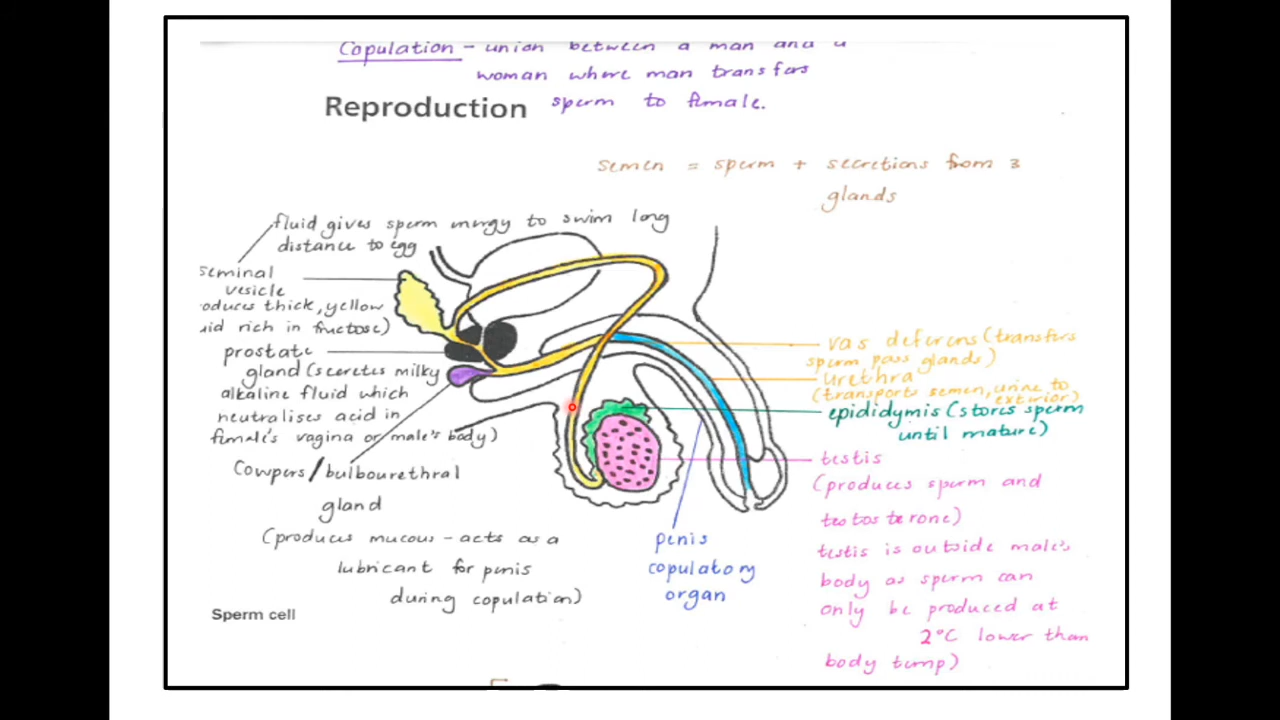 Copulation - union between a man and a
woman where man transfers
Reproduction sperm to female.
semen = sperm + secretions from 3
glands
fluid gives sperm energy to swim long
distance to egg
seminal
vesicle
oduces thick, yellow
uid rich in fructose)
prostate
gland (secretes milky
alkaline fluid which
neutralises acid in
female's vagina or male's body)
Cowpers/bulbourethral
gland
(produces mucous - acts as a
lubricant for penis
during copulation)
Sperm cell
penis
copulatory
organ
vas deferens (transfers
sperm pass glands)
urethra
(transports semen, urine to
exterior)
epididymis (stores sperm
until mature)
testis
(produces sperm and
testosterone)
testis is outside male's
body as sperm can
only be produced at
2°C lower than
body temp)